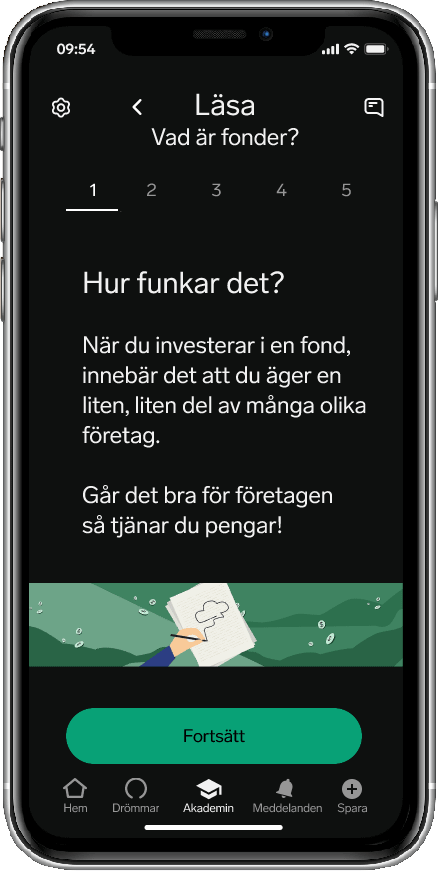 09:54
Läsa
Vad är fonder?
1 2 3 4 5
Hur funkar det?
När du investerar i en fond,
innebär det att du äger en
liten, liten del av många olika
företag.
Går det bra för företagen
så tjänar du pengar!
Fortsätt
Hem Drömmar Akademin Meddelanden Spara